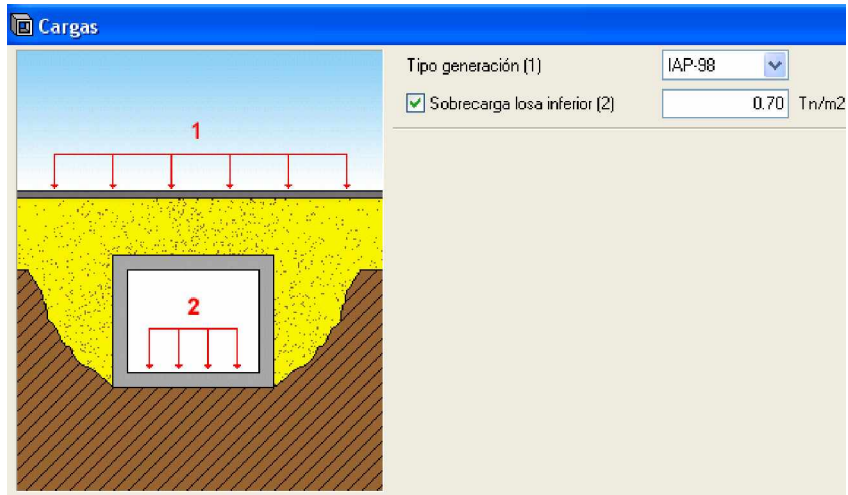 Cargas
Tipo generación (1) IAP-98
Sobrecarga losa inferior (2) 0.70 Tn/m2
1
2